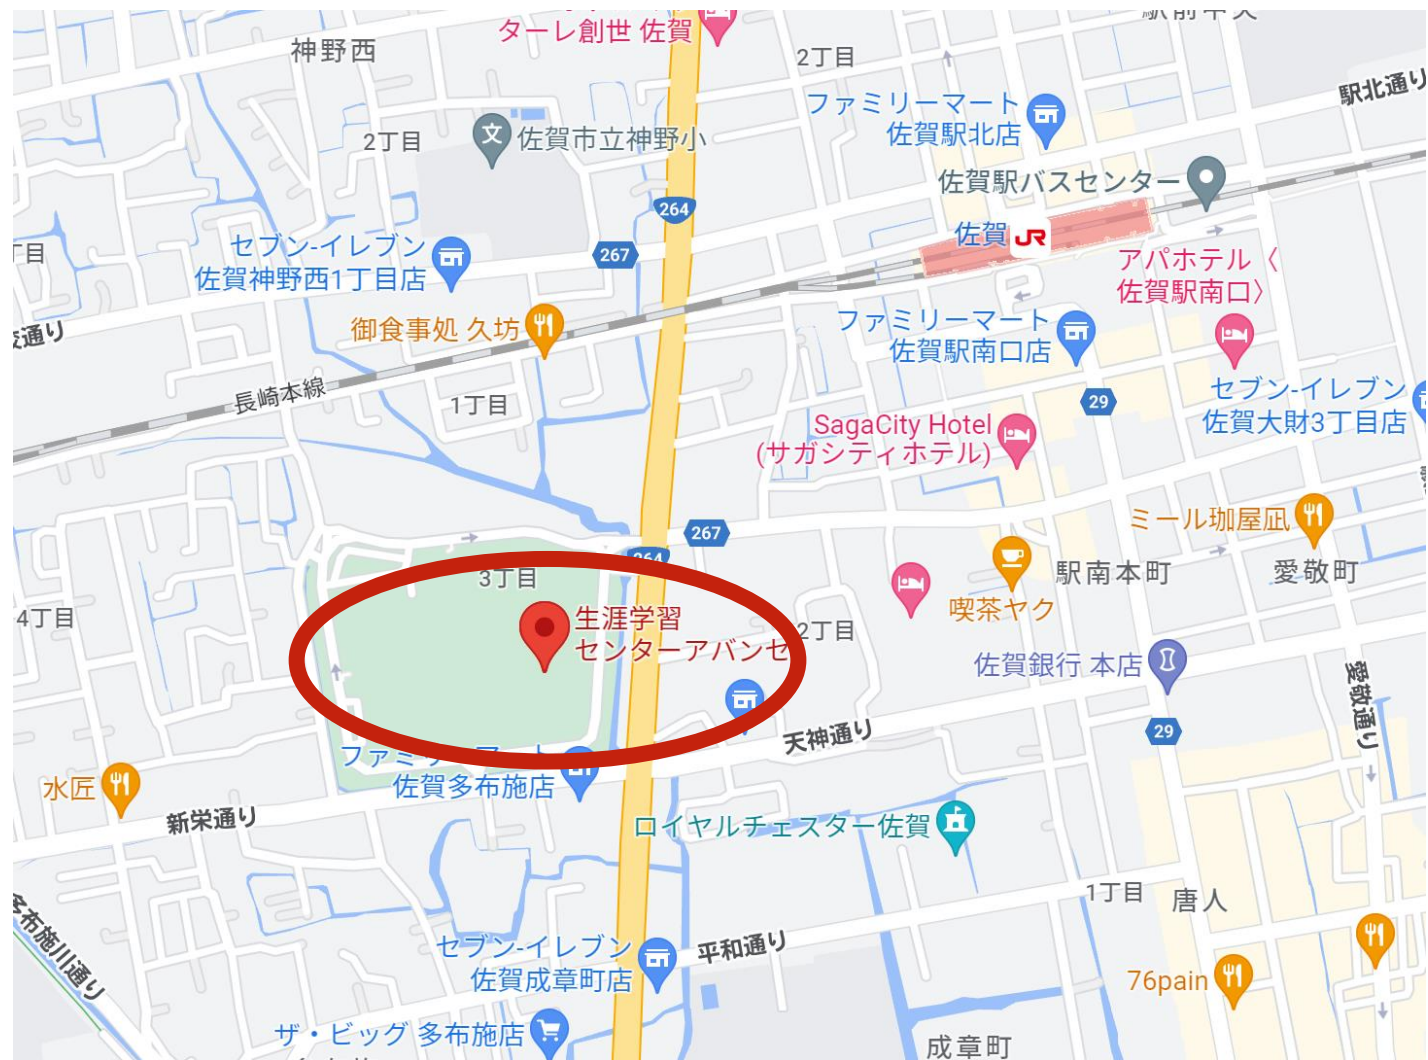 ターレ創世 佐賀
神野西
2丁目
駅北通り
ファミリーマート
佐賀駅北店
2丁目
佐賀市立神野小
佐賀駅バスセンター
264
佐賀 JR
セブン-イレブン
佐賀神野西1丁目店
267
アパホテル〈
佐賀駅南口〉
御食事処 久坊
ファミリーマート
佐賀駅南口店
長崎本線
1丁目
29
セブン-イレブン
佐賀大財3丁目店
SagaCity Hotel
(サガシティホテル)
267
ミール珈屋凪
264
3丁目
駅南本町
愛敬町
喫茶ヤク
4丁目
生涯学習
センターアバンセ
2丁目
佐賀銀行 本店
愛敬通り
天神通り
29
ファミリーマート
佐賀多布施店
水匠
新栄通り
ロイヤルチェスター佐賀
1丁目
唐人
多布施川通り
セブン-イレブン
佐賀成章町店
平和通り
76pain
ザ・ビッグ 多布施店
成章町